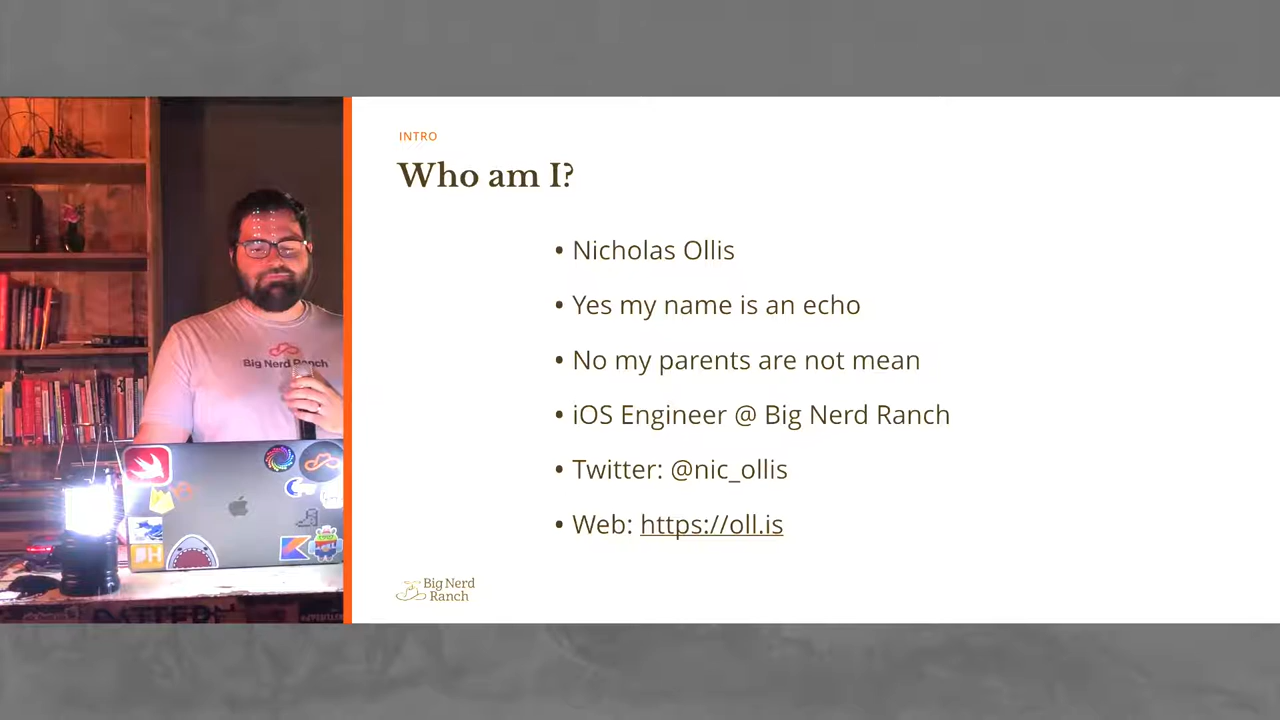 INTRO
Who am I?
• Nicholas Ollis
• Yes my name is an echo
• No my parents are not mean
• iOS Engineer @ Big Nerd Ranch
• Twitter: @nic_ollis
• Web: https://oll.is
Big Nerd
Ranch
Big Nerd Ranch